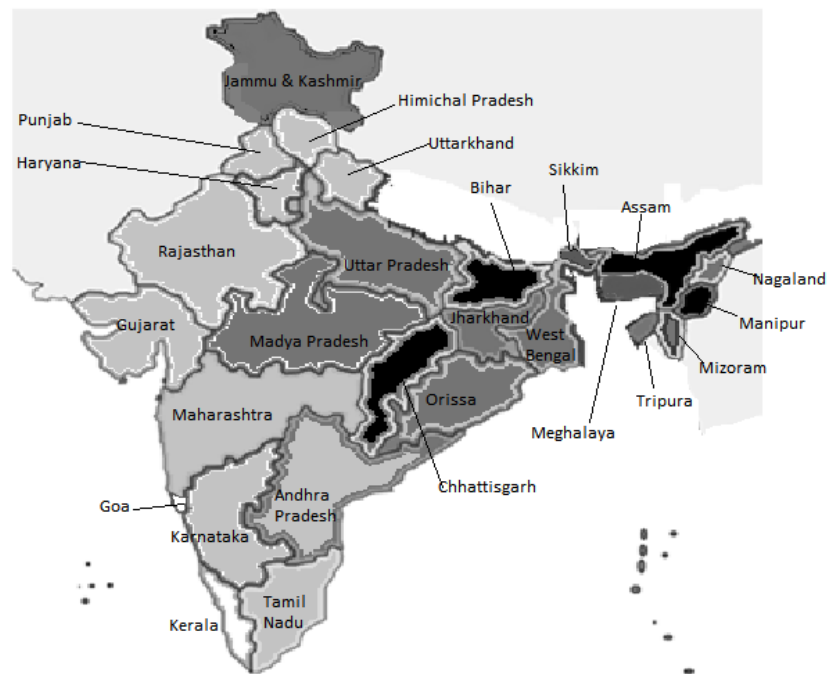 Jammu & Kashmir
Himichal Pradesh
Punjab
Uttarkhand
Haryana
Sikkim
Bihar
Assam
Rajasthan
Uttar Pradesh
Nagaland
Gujarat
Jharkhand
Manipur
Madya Pradesh
West
Bengal
Mizoram
Orissa
Tripura
Maharashtra
Meghalaya
Chhattisgarh
Andhra
Pradesh
Goa
Karnataka
Tamil
Nadu
Kerala